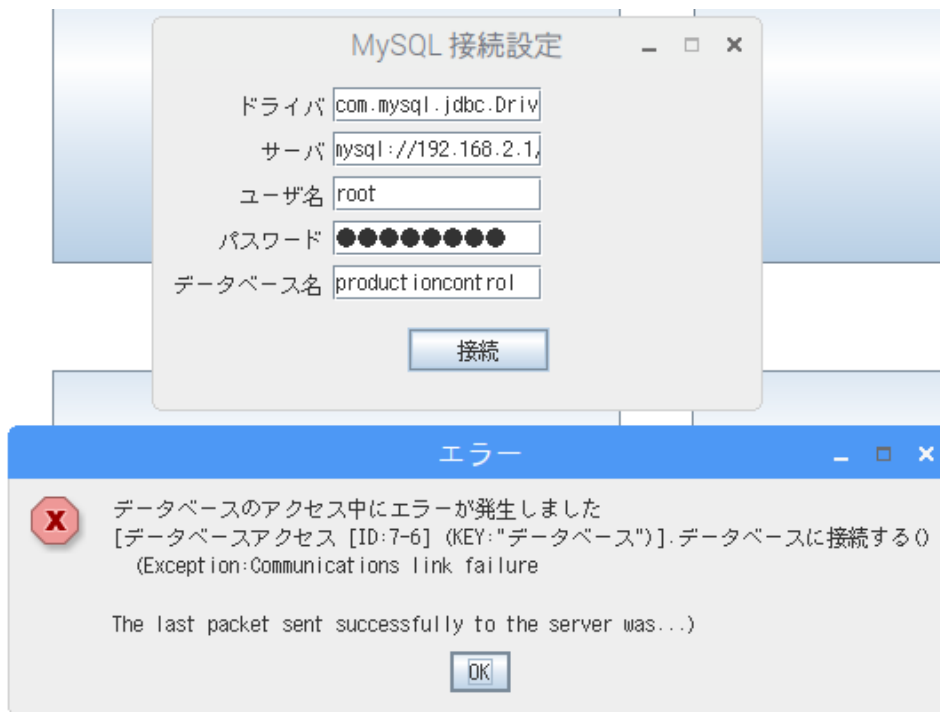 MySQL 接続設定
ドライバ com.mysql.jdbc.Driv
サーバ mysql://192.168.2.1/
ユーザ名 root
パスワード ●●●●●●●●
データベース名 productioncontrol
接続
エラー
データベースのアクセス中にエラーが発生しました
[データベースアクセス [ID:7-6] (KEY:"データベース")].データベースに接続する()
(Exception:Communications link failure
The last packet sent successfully to the server was...)
OK